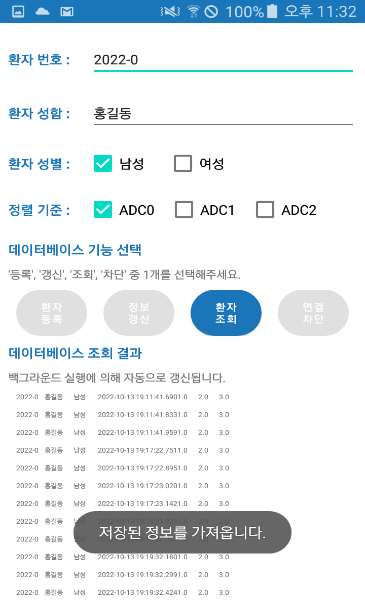 100% 오후 11:32
환자 번호 : 2022-0
환자 성함 : 홍길동
환자 성별 : 남성 여성
정렬 기준 : ADC0 ADC1 ADC2
데이터베이스 기능 선택
'등록', '갱신', '조회', '차단' 중 1개를 선택해주세요.
환자 등록 정보 갱신 환자 조회 연결 차단
데이터베이스 조회 결과
백그라운드 실행에 의해 자동으로 갱신됩니다.
2022-0 홍길동 남성 2022-10-13 19:11:41.6901 2.0 3.0
2022-0 홍길동 남성 2022-10-13 19:11:41.8331 2.0 3.0
2022-0 홍길동 남성 2022-10-13 19:11:41.9591 2.0 3.0
2022-0 홍길동 남성 2022-10-13 19:17:22.7511 2.0 3.0
2022-0 홍길동 남성 2022-10-13 19:17:22.8951 2.0 3.0
2022-0 홍길동 남성 2022-10-13 19:17:23.0201 2.0 3.0
2022-0 홍길동 남성 2022-10-13 19:17:23.1421 2.0 3.0
2022-0 홍길동
2022-0 홍길동
저장된 정보를 가져옵니다.
2022-0 홍길동 남성 2022-10-13 19:19:32.1801 2.0 3.0
2022-0 홍길동 남성 2022-10-13 19:19:32.2991 2.0 3.0
2022-0 홍길동 남성 2022-10-13 19:19:32.4241 2.0 3.0